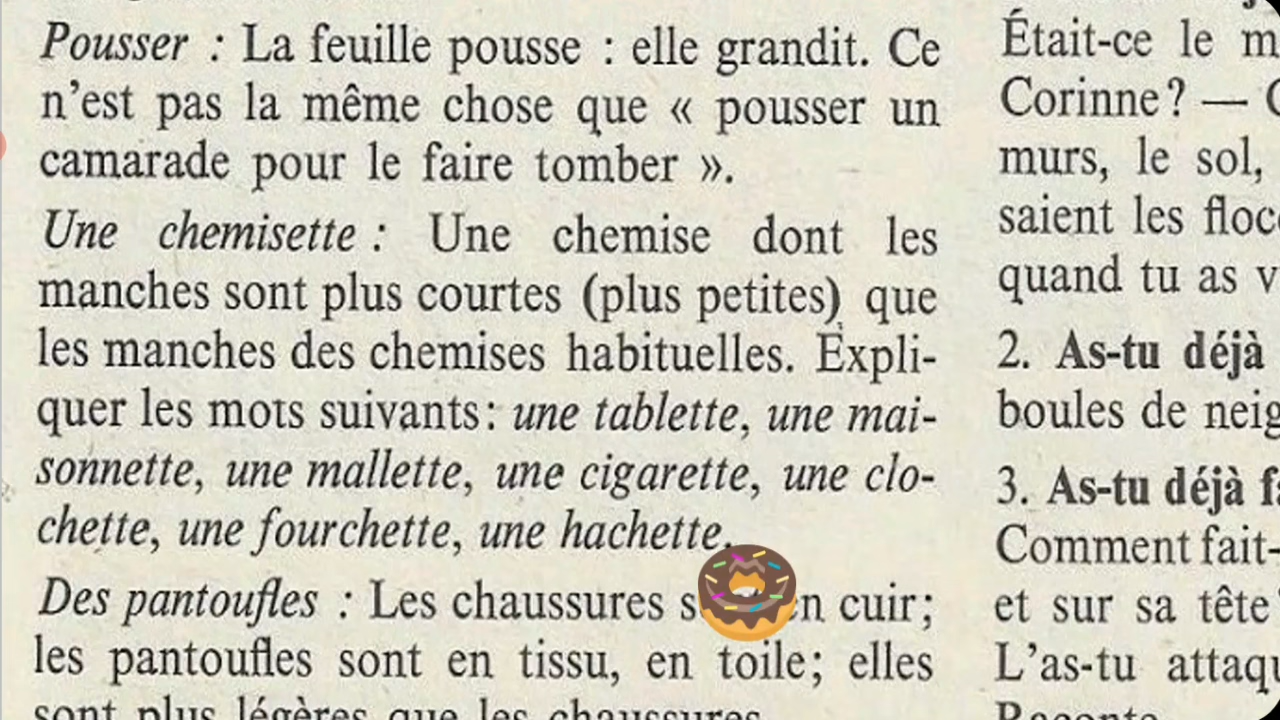 Pousser : La feuille pousse : elle grandit. Ce
n'est pas la même chose que « pousser un
camarade pour le faire tomber ».
Une chemisette : Une chemise dont les
manches sont plus courtes (plus petites) que
les manches des chemises habituelles. Expli-
quer les mots suivants: une tablette, une mai-
sonnette, une mallette, une cigarette, une clo-
chette, une fourchette, une hachette.
Des pantoufles : Les chaussures cuir;
les pantoufles sont en tissu, en toile; elles
sont plus légères que les chaussures.
Était-ce le
Corinne? —
murs, le sol,
saient les
quand tu as
2. As-tu déjà
boules de
3. As-tu déjà
Comment
et sur sa tête
L'as-tu
Raconte